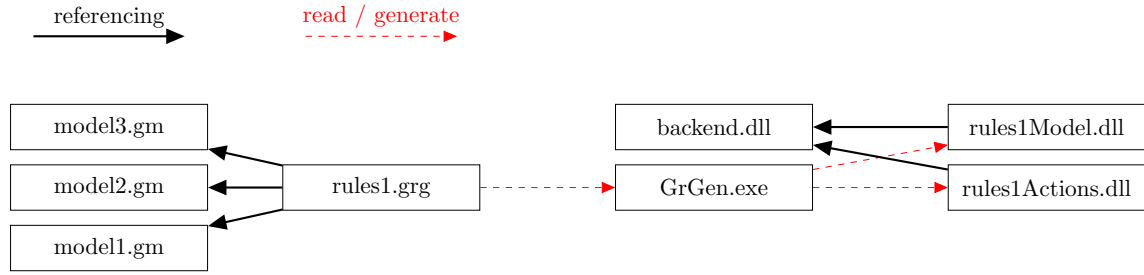 referencing
read / generate
model3.gm
backend.dll
rules1Model.dll
model2.gm
rules1.grg
GrGen.exe
rules1Actions.dll
model1.gm